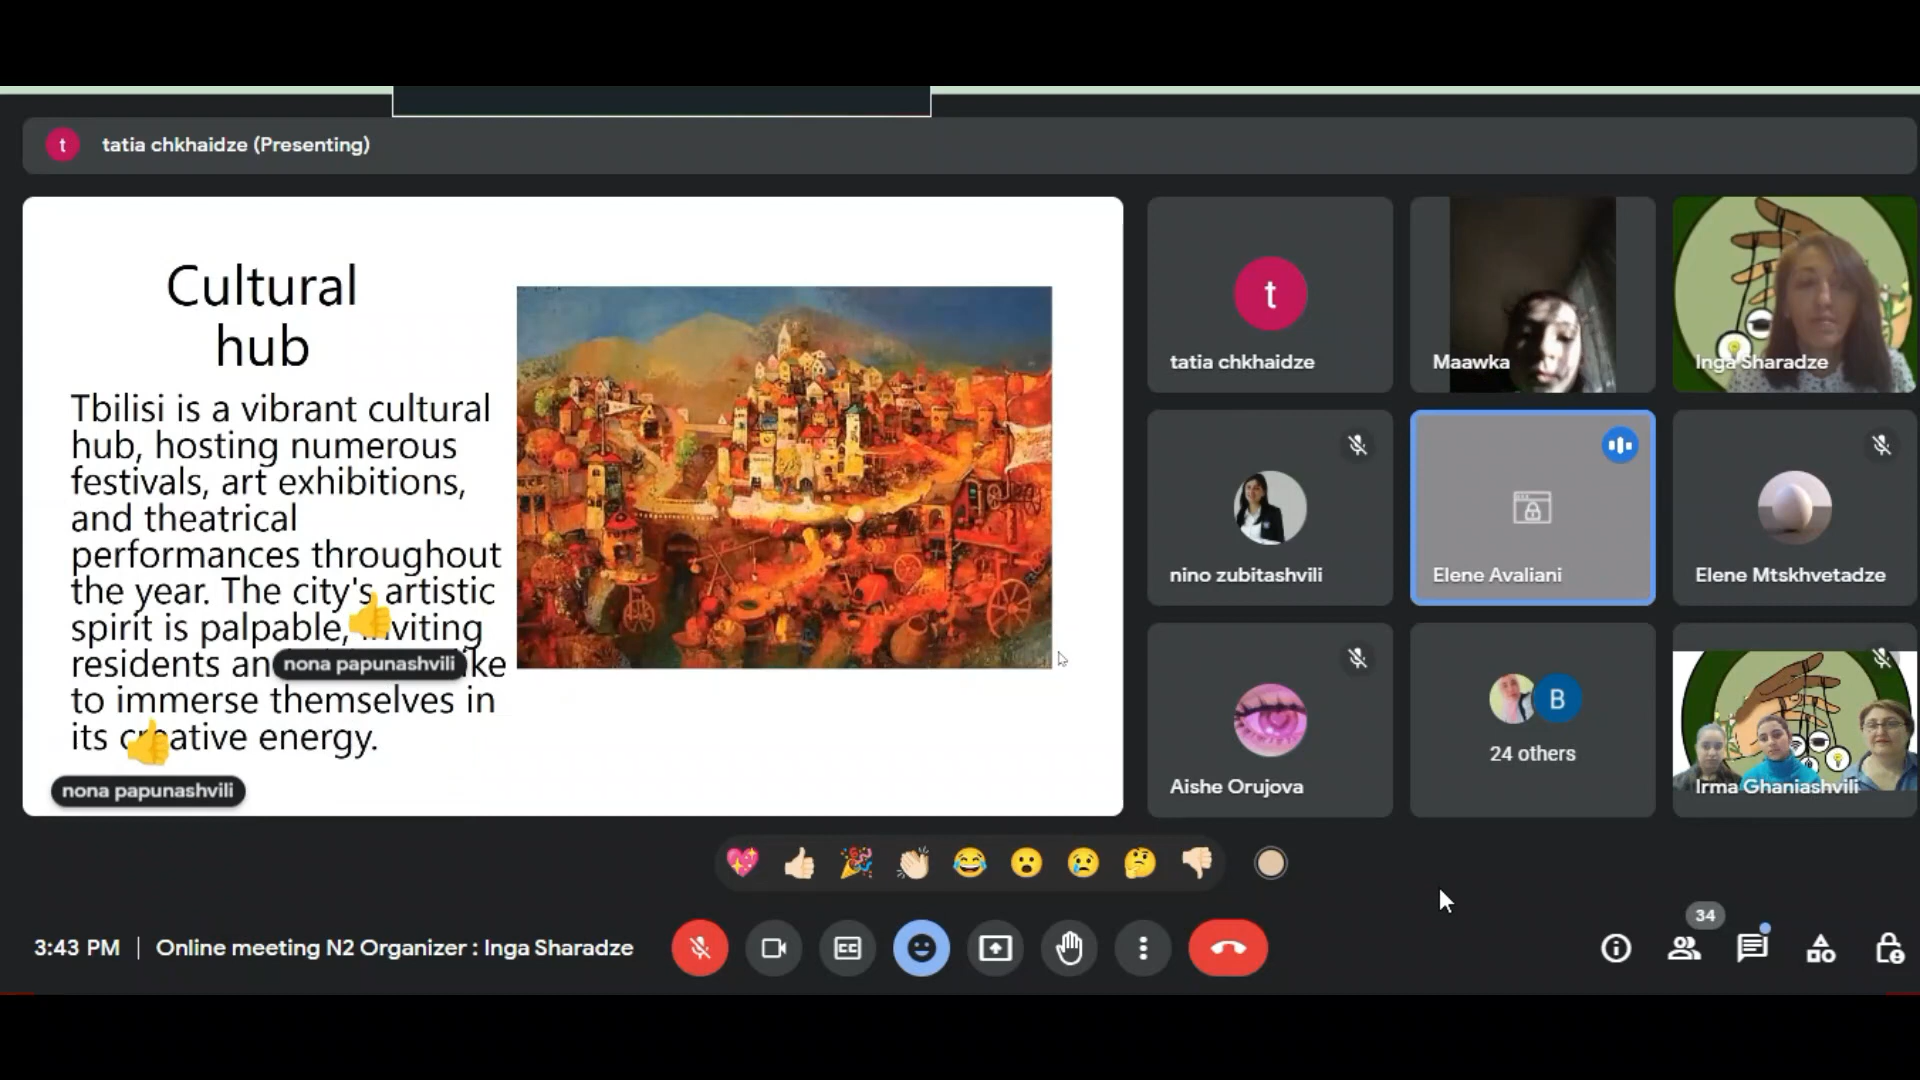 t
tatia chkhaidze (Presenting)
Cultural
hub
Tbilisi is a vibrant cultural
hub, hosting numerous
festivals, art exhibitions,
and theatrical
performances throughout
the year. The city's artistic
spirit is palpable, viting
residents an ke
to immerse themselves in
its ative energy.
nona papunashvili
nona papunashvili
t
tatia chkhaidze
Maawka
Inga Sharadze
nino zubitashvili
Elene Avaliani
Elene Mtskhvetadze
Aishe Orujova
B
24 others
Irma Ghaniashvili
3:43 PM | Online meeting N2 Organizer : Inga Sharadze
CC
34